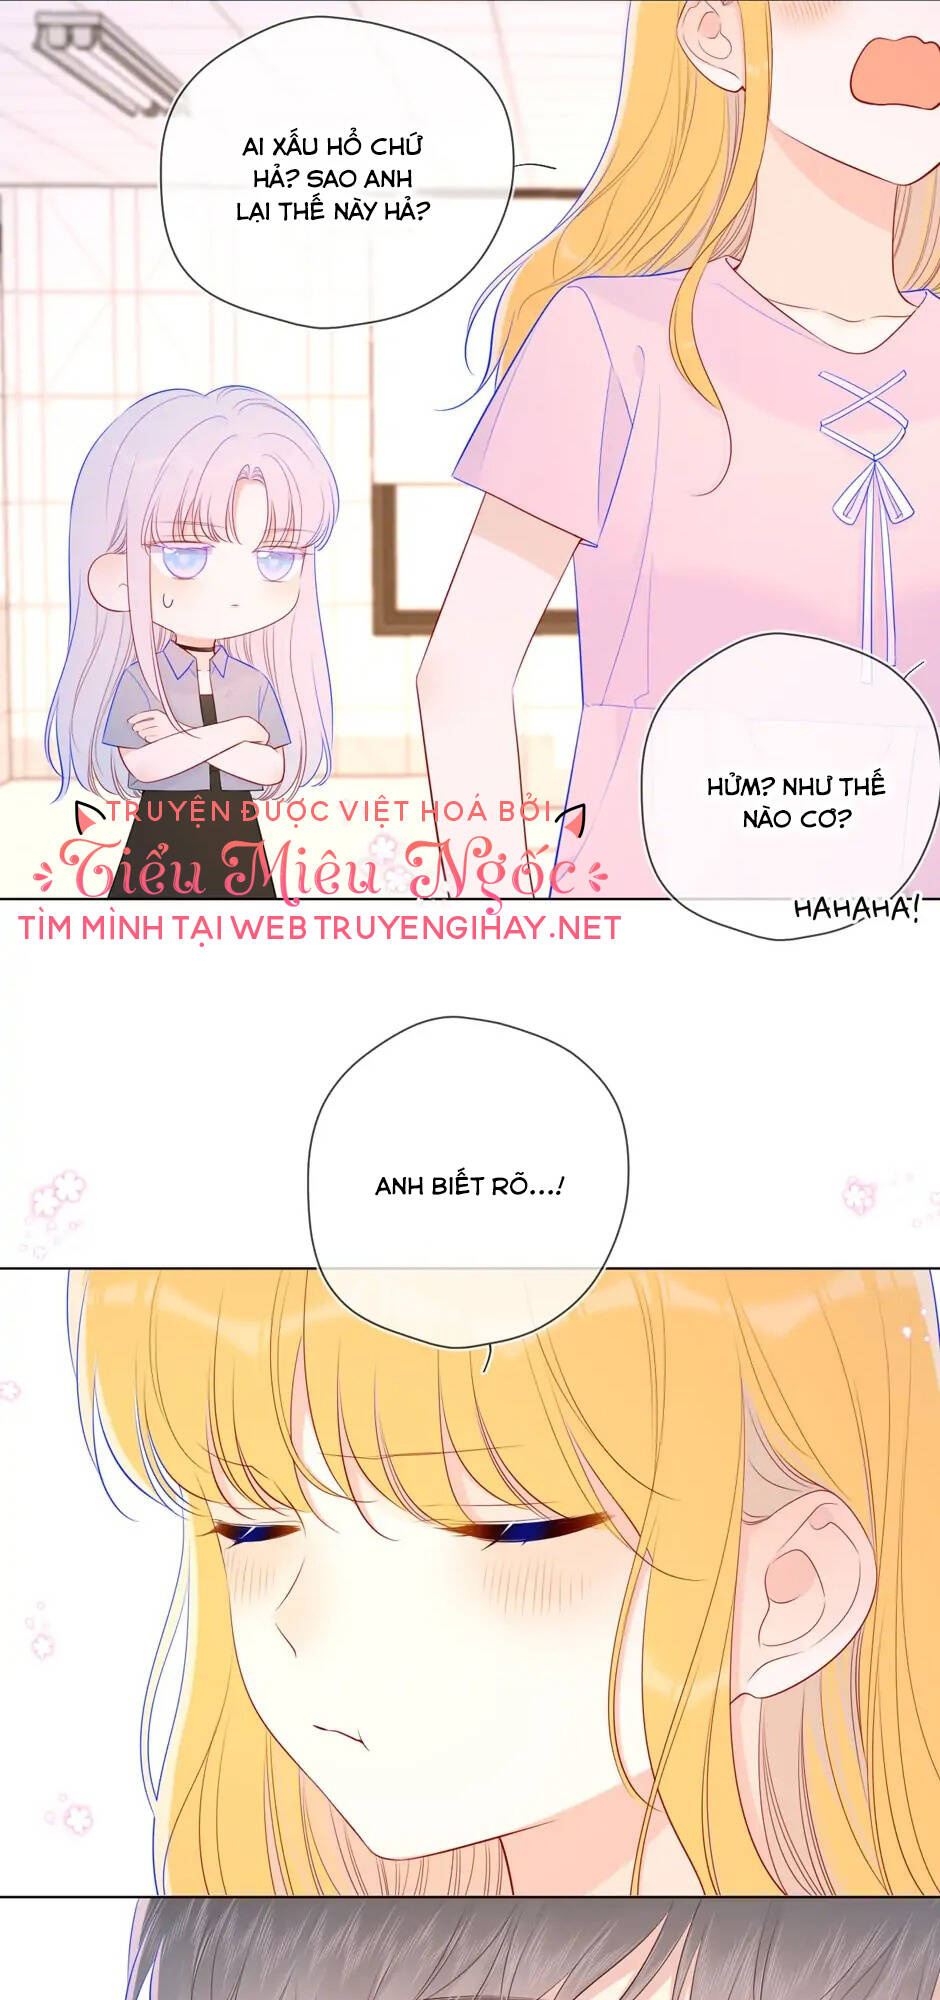 AI XẤU HỔ CHỨ
HẢ? SAO ANH
LẠI THẾ NÀY HẢ?
HỬM? NHƯ THẾ
NÀO CƠ?
HAHAHA!
TRUYỆN ĐƯỢC VIỆT HOÁ BỞI
Tiểu Miêu Ngốc
TÌM MÌNH TẠI WEB TRUYENGIHAY.NET
ANH BIẾT RÕ...!